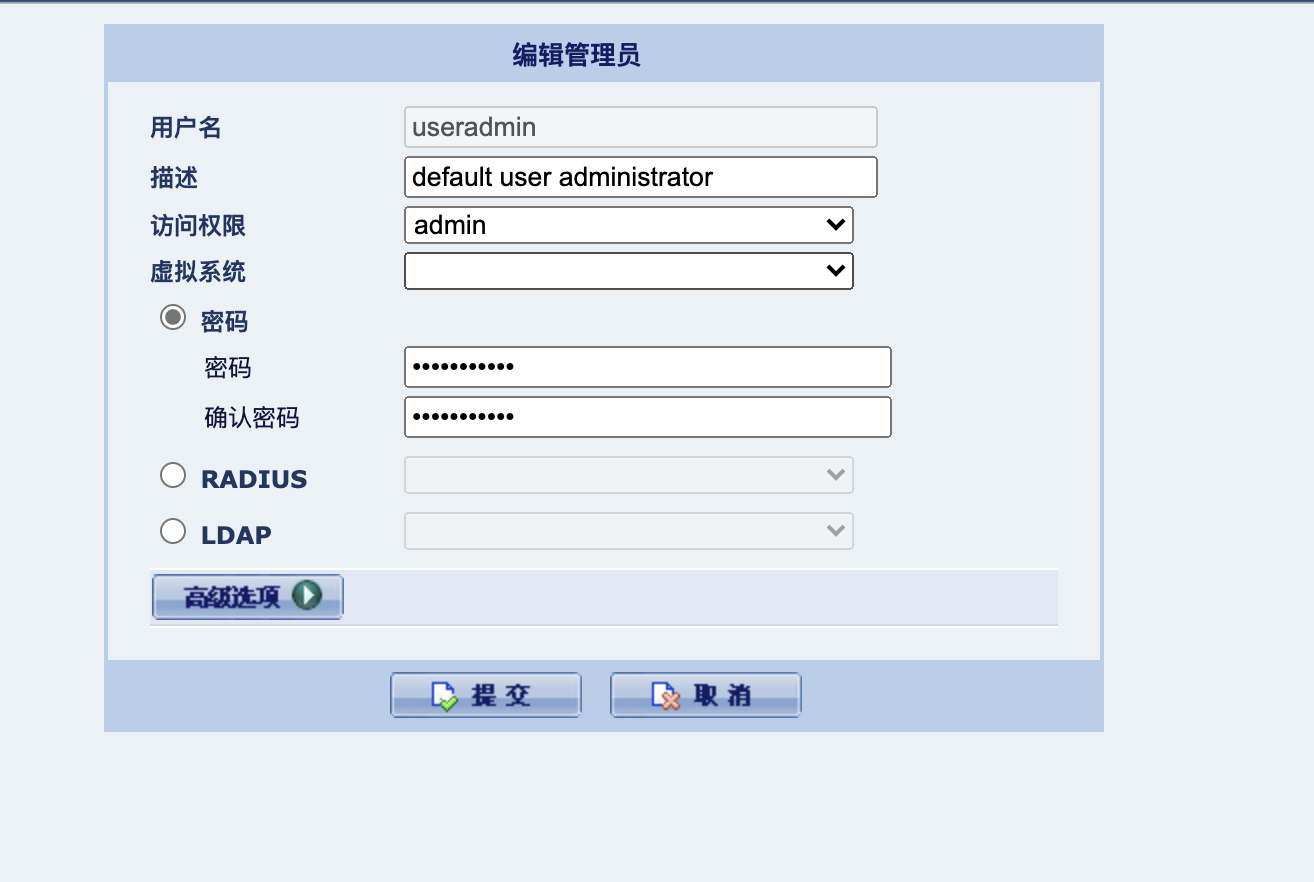 编辑管理员
用户名 useradmin
描述 default user administrator
访问权限 admin
虚拟系统
密码
密码 •••••••••••
确认密码 •••••••••••
RADIUS
LDAP
高级选项
提交 取消